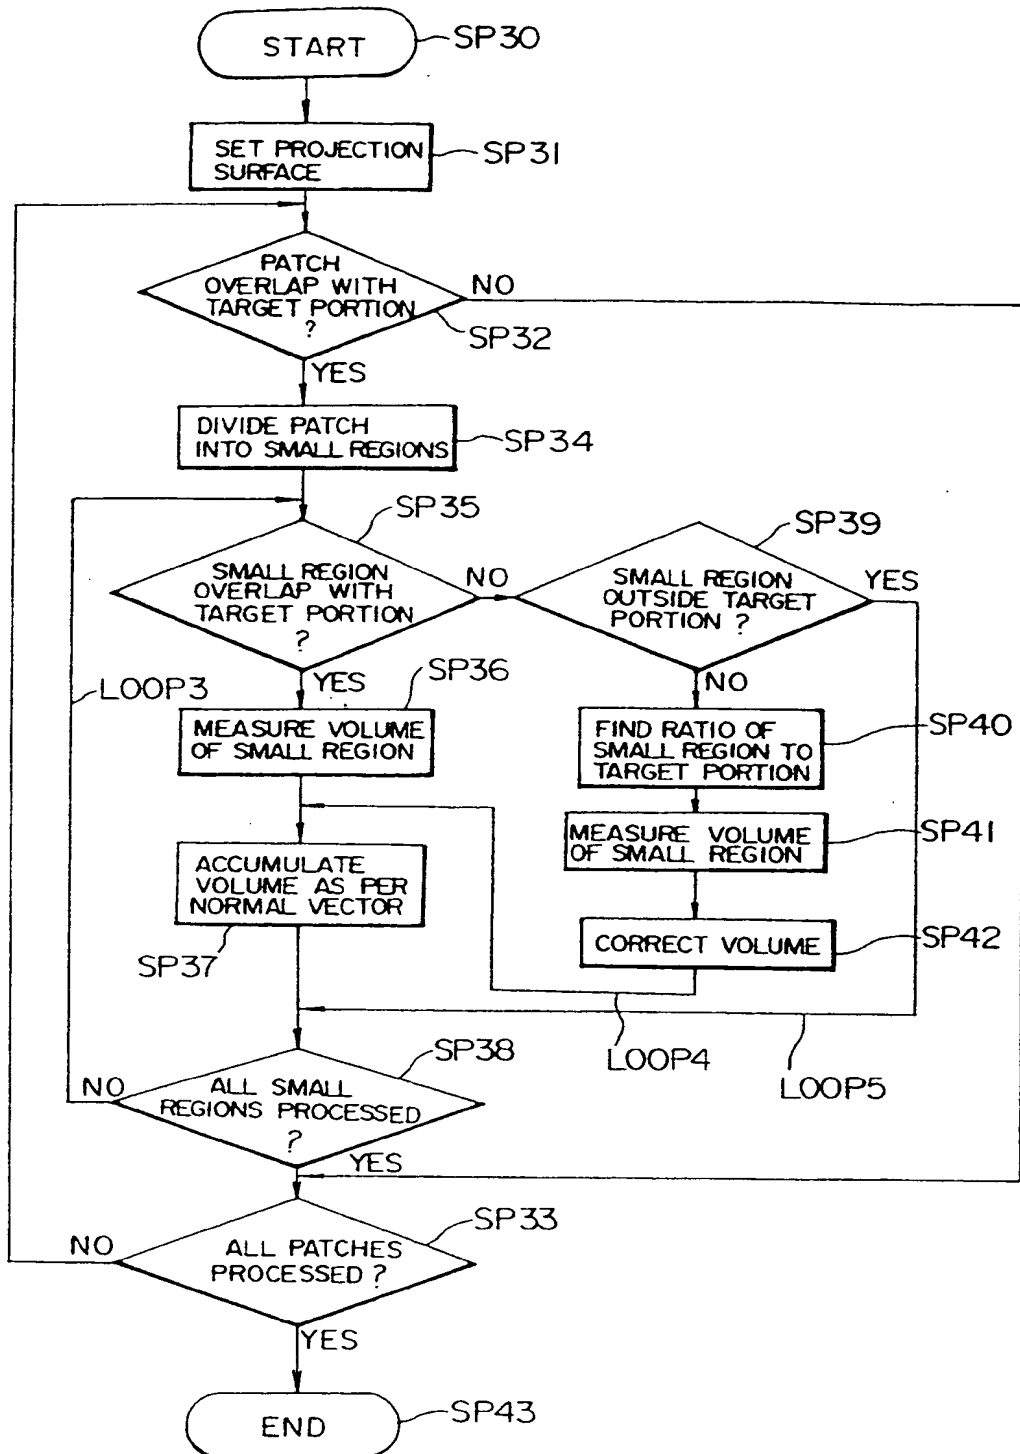 START
SP30
SET PROJECTION
SURFACE
SP31
PATCH
OVERLAP WITH
TARGET PORTION
?
NO
SP32
YES
DIVIDE PATCH
INTO SMALL REGIONS
SP34
SP35
SMALL REGION
OVERLAP WITH
TARGET PORTION
?
NO
SP39
SMALL REGION
OUTSIDE TARGET
PORTION ?
YES
LOOP3
YES
SP36
MEASURE VOLUME
OF SMALL REGION
NO
FIND RATIO OF
SMALL REGION TO
TARGET PORTION
SP40
MEASURE VOLUME
OF SMALL REGION
SP41
ACCUMULATE
VOLUME AS PER
NORMAL VECTOR
SP37
CORRECT VOLUME
SP42
LOOP4
LOOP5
SP38
NO
ALL SMALL
REGIONS PROCESSED
?
YES
SP33
NO
ALL PATCHES
PROCESSED ?
YES
END
SP43